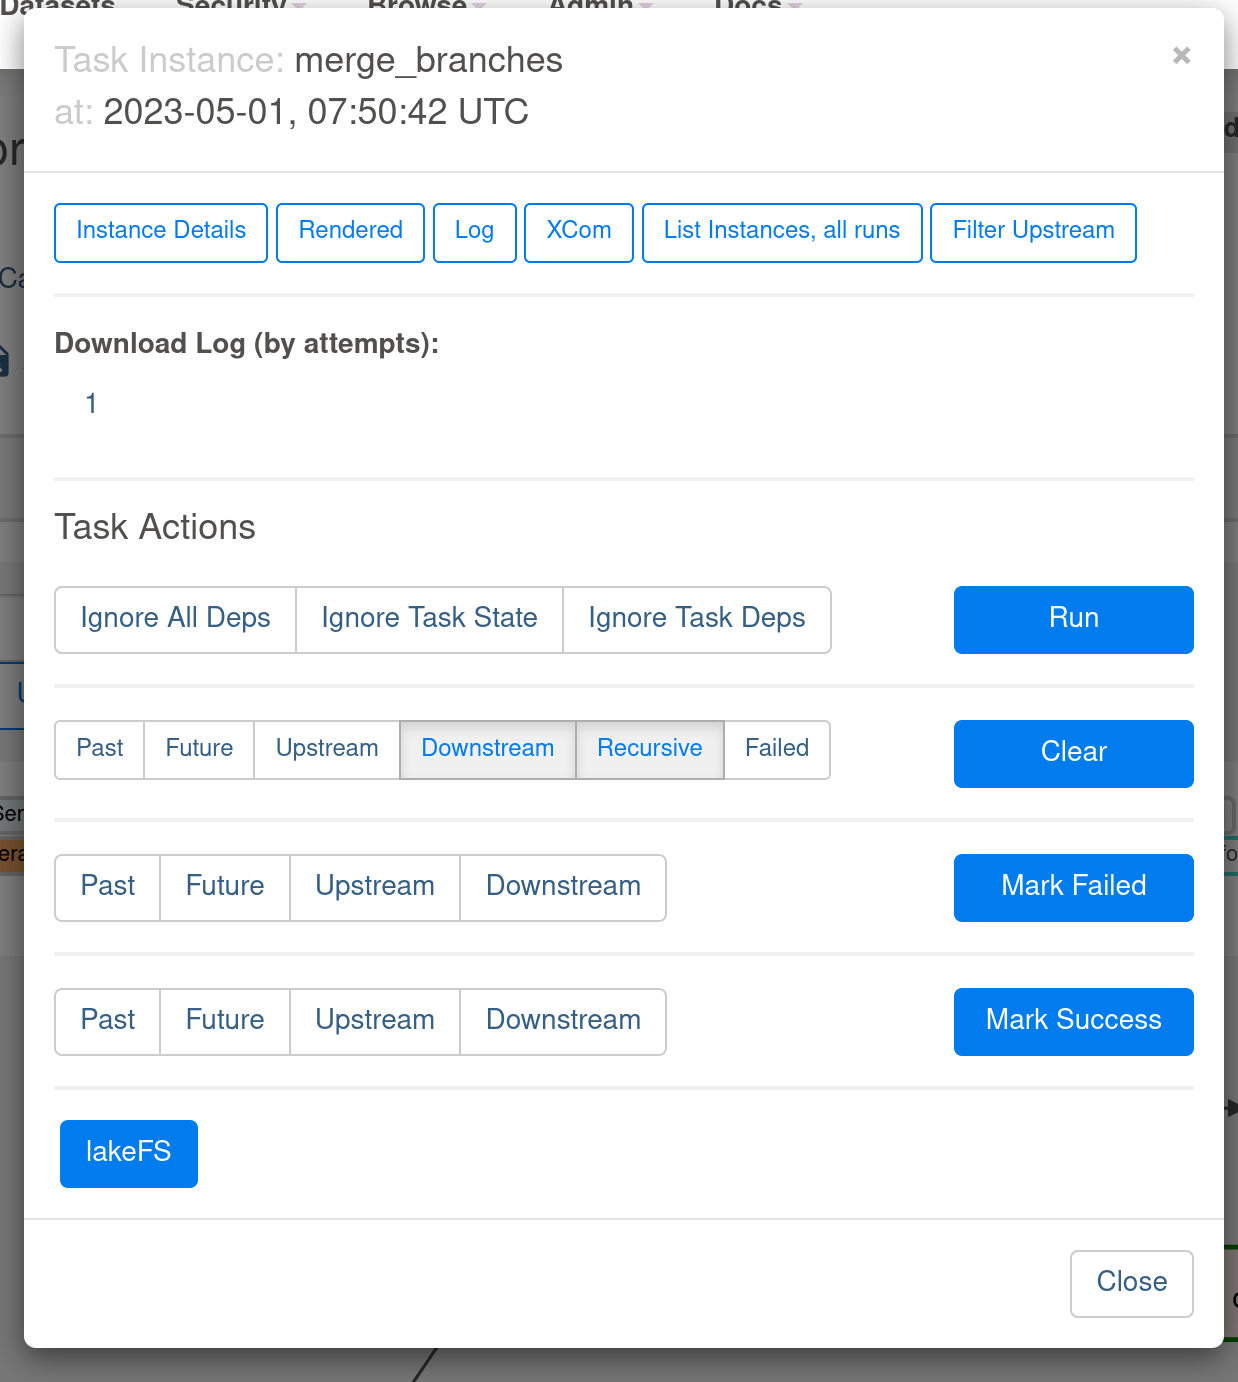 Datasets Security Browse Admin Docs
Task Instance: merge_branches
at: 2023-05-01, 07:50:42 UTC
Instance Details Rendered Log XCom List Instances, all runs Filter Upstream
Download Log (by attempts):
1
Task Actions
Ignore All Deps Ignore Task State Ignore Task Deps Run
Past Future Upstream Downstream Recursive Failed Clear
Past Future Upstream Downstream Mark Failed
Past Future Upstream Downstream Mark Success
lakeFS
Close